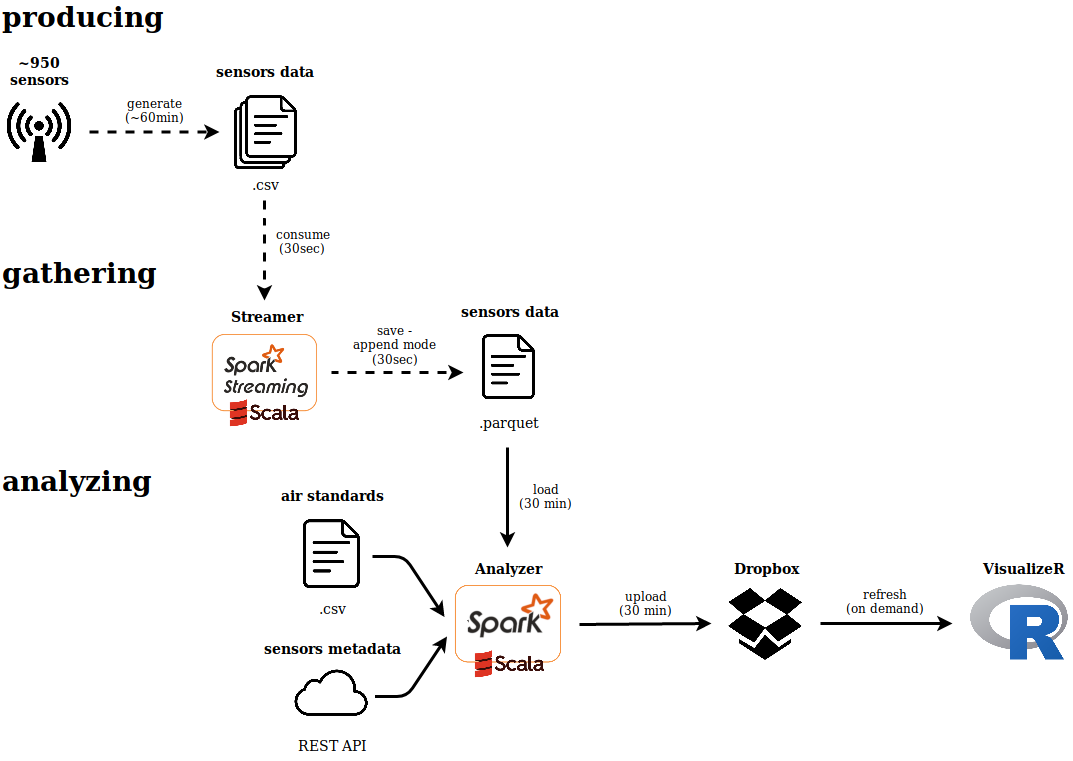 producing
~950
sensors
generate
(~60min)
sensors data
.csv
consume
(30sec)
gathering
Streamer
Spark
Streaming
Scala
save -
append mode
(30sec)
sensors data
.parquet
load
(30 min)
analyzing
air standards
.csv
sensors metadata
REST API
Analyzer
Spark
Scala
upload
(30 min)
Dropbox
refresh
(on demand)
VisualizeR
R